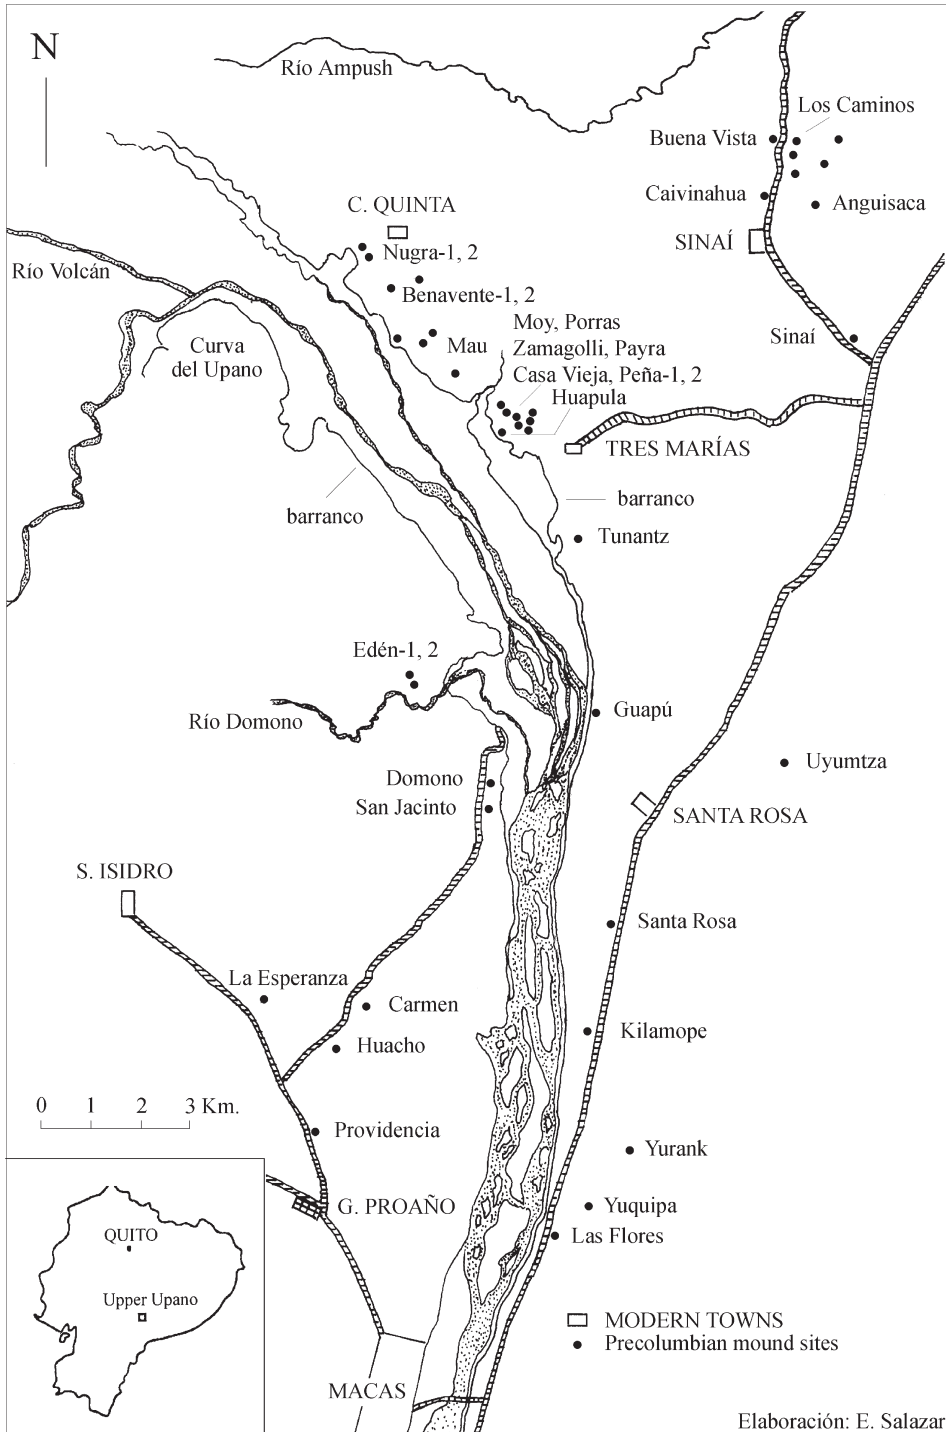 N
Río Ampush
Los Caminos
Buena Vista
Caivinahua
Anguisaca
C. QUINTA
SINAÍ
Nugra-1, 2
Río Volcán
Benavente-1, 2
Moy, Porras
Zamagolli, Payra
Casa Vieja, Peña-1, 2
Huapula
Sinaí
Mau
Curva
del Upano
TRES MARÍAS
barranco
barranco
Tunantz
Edén-1, 2
Río Domono
Guapú
Uyumtza
Domono
San Jacinto
SANTA ROSA
S. ISIDRO
Santa Rosa
La Esperanza
Carmen
Kilamope
Huacho
0 1 2 3 Km.
Providencia
Yurank
G. PROAÑO
Yuquipa
Las Flores
QUITO
Upper Upano
MODERN TOWNS
Precolumbian mound sites
MACAS
Elaboración: E. Salazar